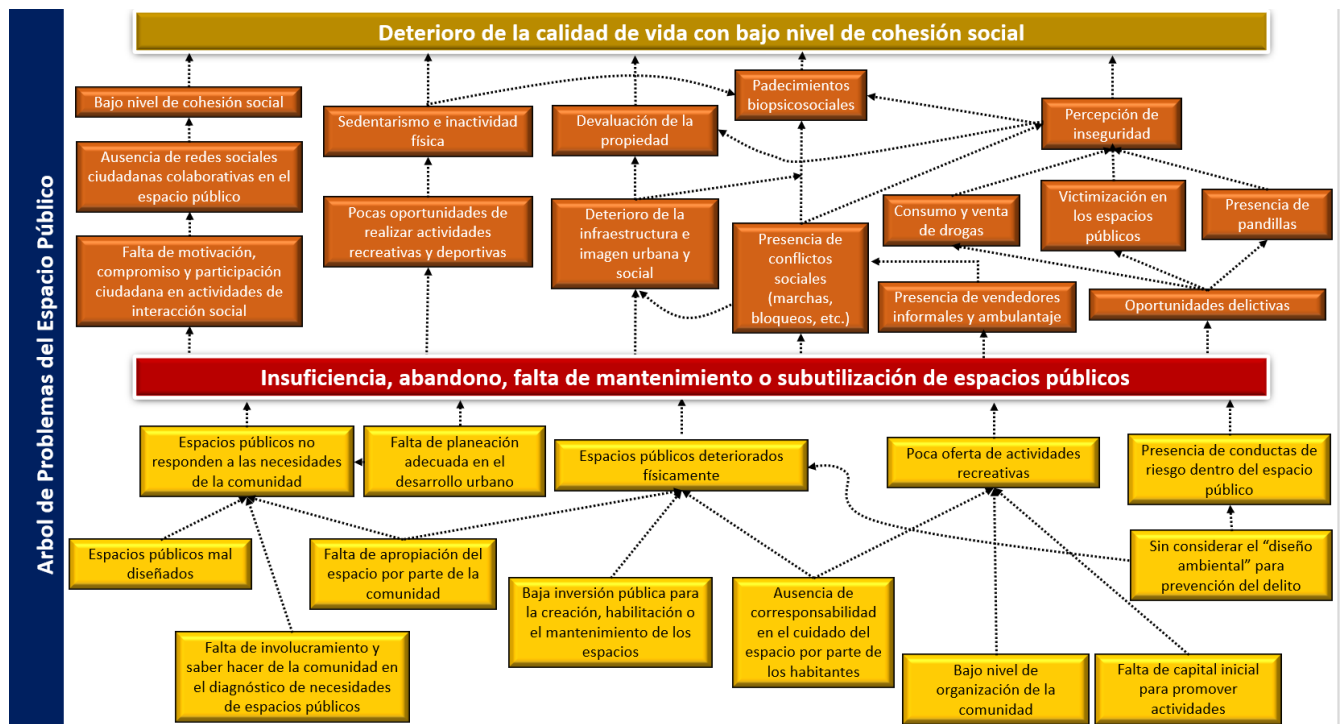 Arbol de Problemas del Espacio Público
Deterioro de la calidad de vida con bajo nivel de cohesión social
Bajo nivel de cohesión social
Sedentarismo e inactividad
física
Devaluación de la
propiedad
Padecimientos
biopsicosociales
Percepción de
inseguridad
Ausencia de redes sociales
ciudadanas colaborativas en el
espacio público
Pocas oportunidades de
realizar actividades
recreativas y deportivas
Deterioro de la
infraestructura e
imagen urbana y
social
Consumo y venta
de drogas
Victimización en
los espacios
públicos
Presencia de
pandillas
Falta de motivación,
compromiso y participación
ciudadana en actividades de
interacción social
Presencia de
conflictos
sociales
(marchas,
bloqueos, etc.)
Presencia de vendedores
informales y ambulantaje
Oportunidades delictivas
Insuficiencia, abandono, falta de mantenimiento o subutilización de espacios públicos
Espacios públicos no
responden a las necesidades
de la comunidad
Falta de planeación
adecuada en el
desarrollo urbano
Espacios públicos deteriorados
físicamente
Poca oferta de actividades
recreativas
Presencia de conductas de
riesgo dentro del espacio
público
Espacios públicos mal
diseñados
Falta de apropiación del
espacio por parte de la
comunidad
Baja inversión pública para
la creación, habilitación o
el mantenimiento de los
espacios
Ausencia de
corresponsabilidad
en el cuidado del
espacio por parte de
los habitantes
Sin considerar el “diseño
ambiental” para
prevención del delito
Falta de involucramiento y
saber hacer de la comunidad en
el diagnóstico de necesidades
de espacios públicos
Bajo nivel de
organización de la
comunidad
Falta de capital inicial
para promover
actividades